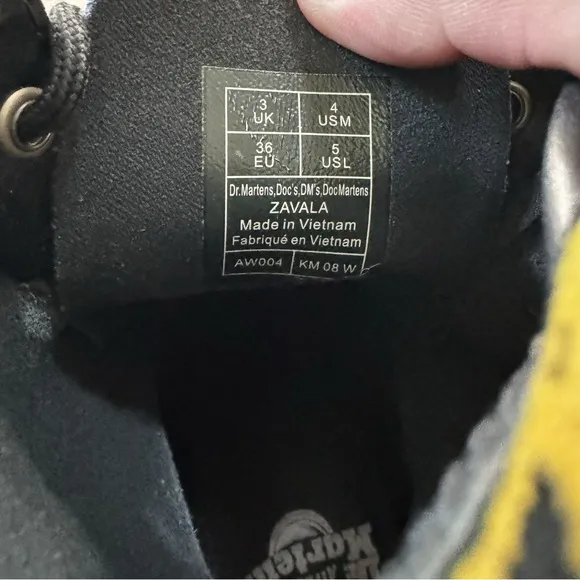 3 UK
4 USM
36 EU
5 USL
Dr.Martens,Doc's,DM's,DocMartens
ZAVALA
Made in Vietnam
Fabriqué en Vietnam
AW004 KM 08 W